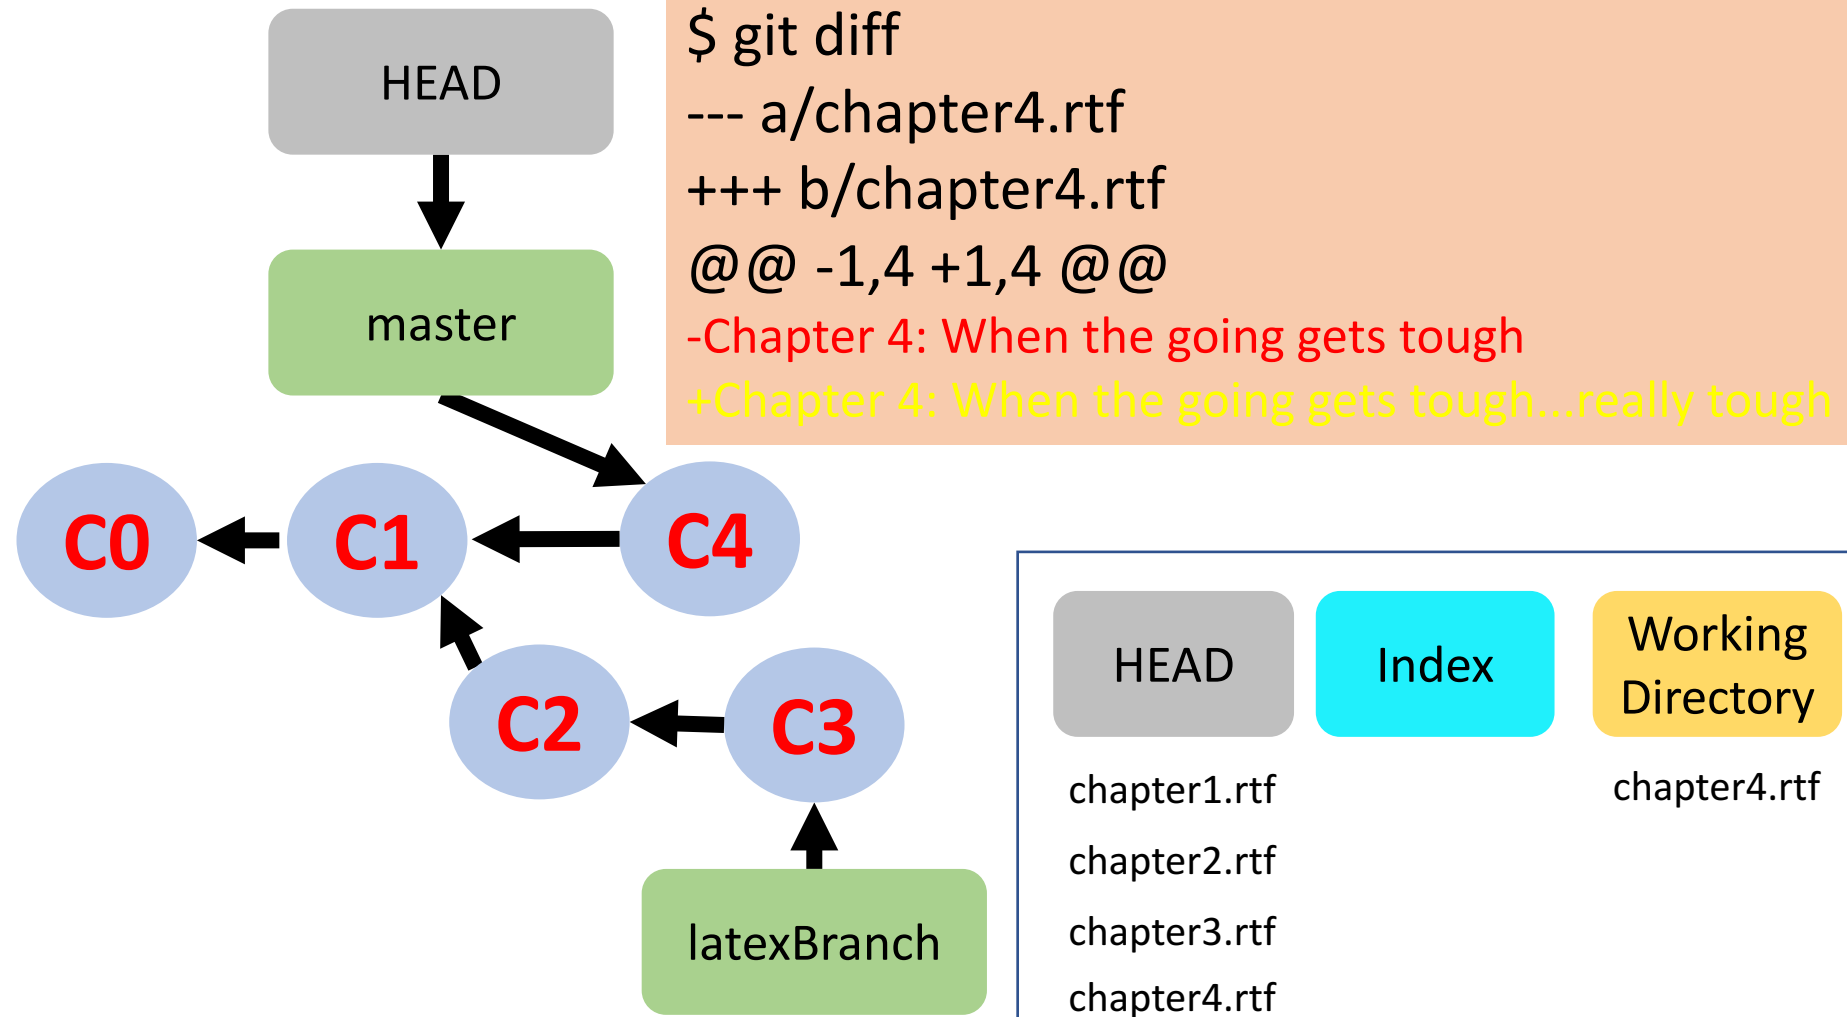 HEAD
master
$ git diff
--- a/chapter4.rtf
+++ b/chapter4.rtf
@@ -1,4 +1,4 @@
-Chapter 4: When the going gets tough
+Chapter 4: When the going gets tough...really tough
C0
C1
C4
C2
C3
latexBranch
HEAD
Index
Working
Directory
chapter1.rtf
chapter4.rtf
chapter2.rtf
chapter3.rtf
chapter4.rtf